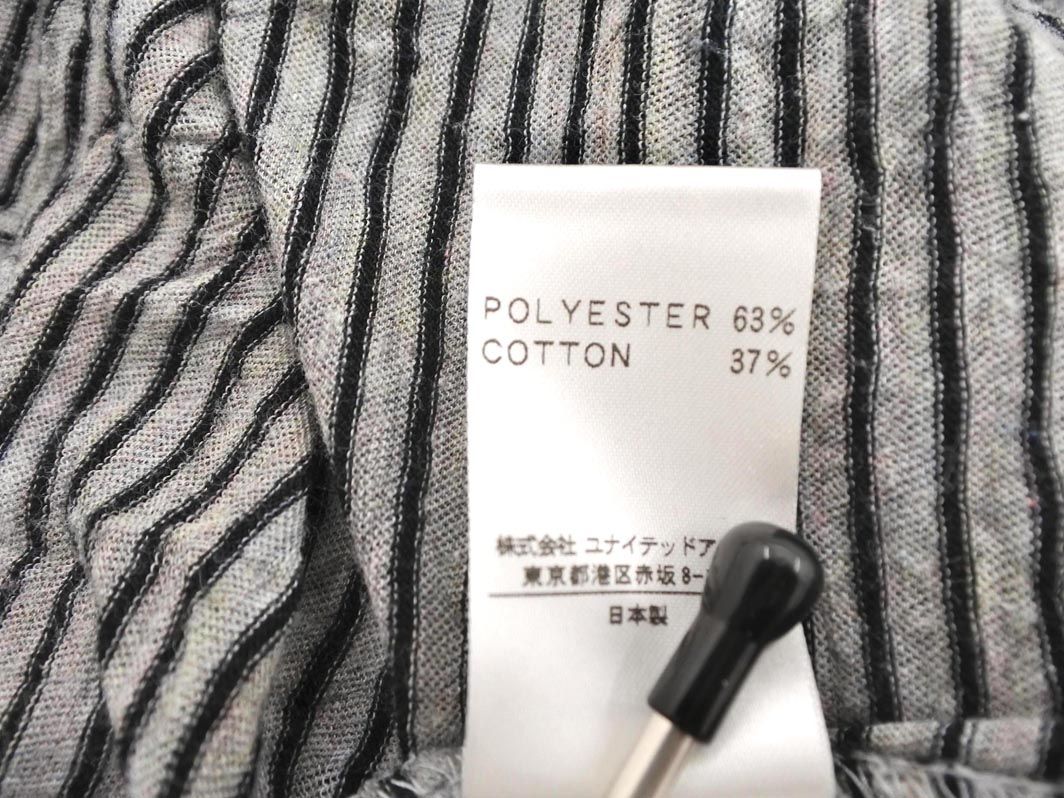 POLYESTER 63%
COTTON 37%
株式会社 ユナイテッドア
東京都港区赤坂 8-
日本製